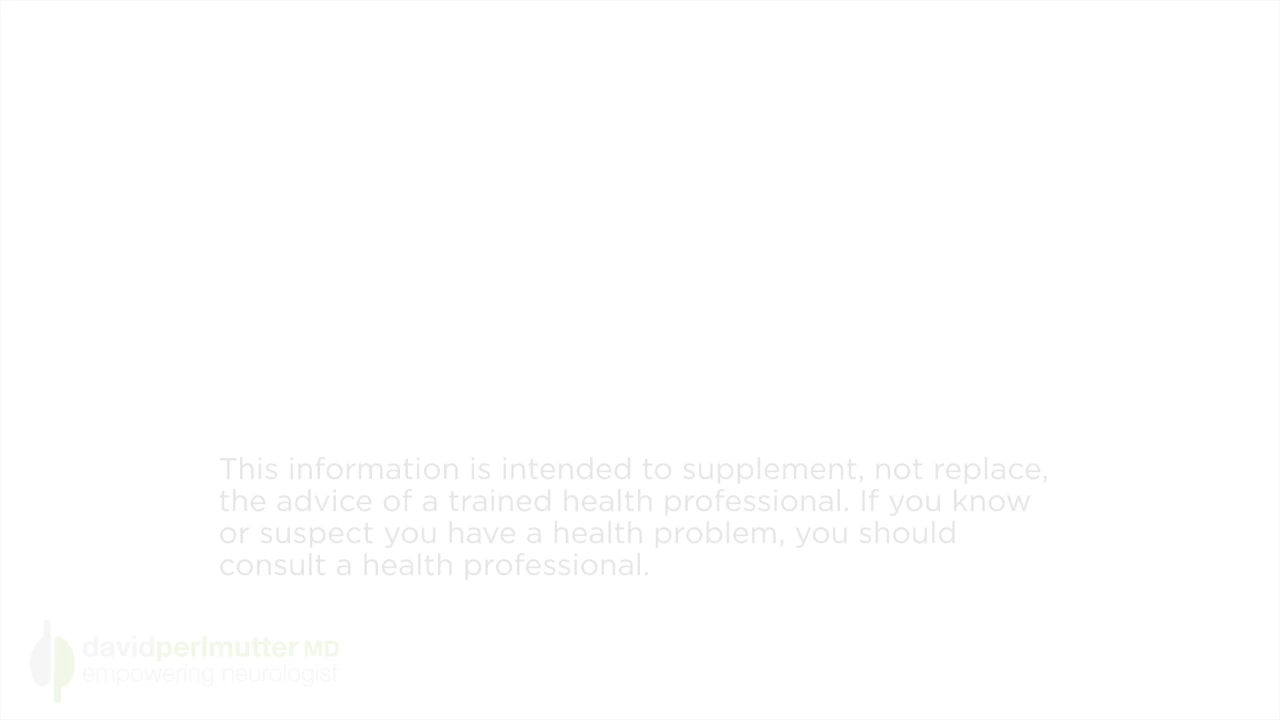 This information is intended to supplement, not replace,
the advice of a trained health professional. If you know
or suspect you have a health problem, you should
consult a health professional.
davidperlmutter MD
empowering neurologist